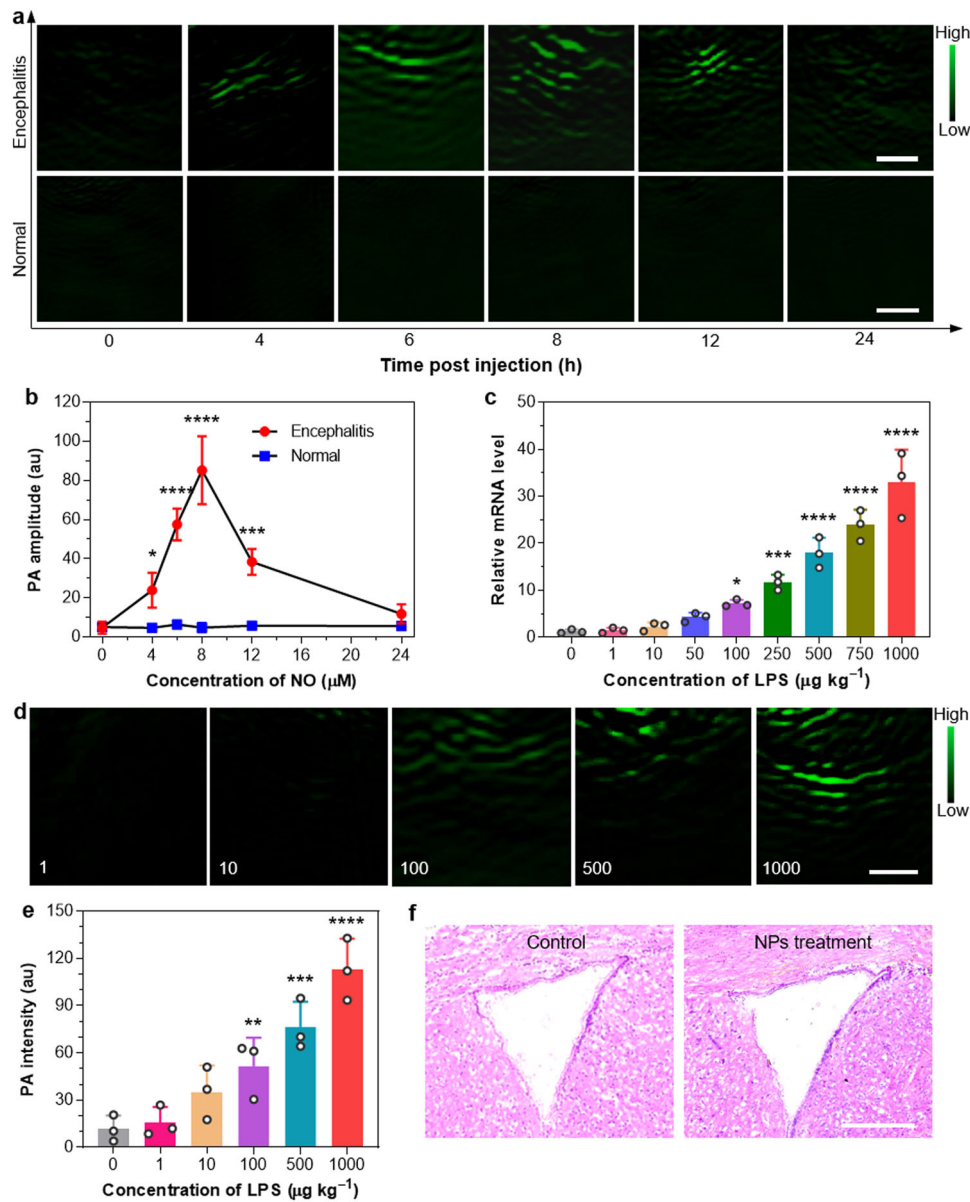 a
Encephalitis
High
Low
Normal
0 4 6 8 12 24
Time post injection (h)
b
120
100
80
60
40
20
0
PA amplitude (au)
****
****
***
*
Encephalitis
Normal
0 4 8 12 16 20 24
Concentration of NO (μM)
c
50
40
30
20
10
0
Relative mRNA level
* *** **** **** ****
0 1 10 50 100 250 500 750 1000
Concentration of LPS (μg kg⁻¹)
d
1 10 100 500 1000
High
Low
e
150
120
90
60
30
0
PA intensity (au)
** *** ****
0 1 10 100 500 1000
Concentration of LPS (μg kg⁻¹)
f
Control
NPs treatment